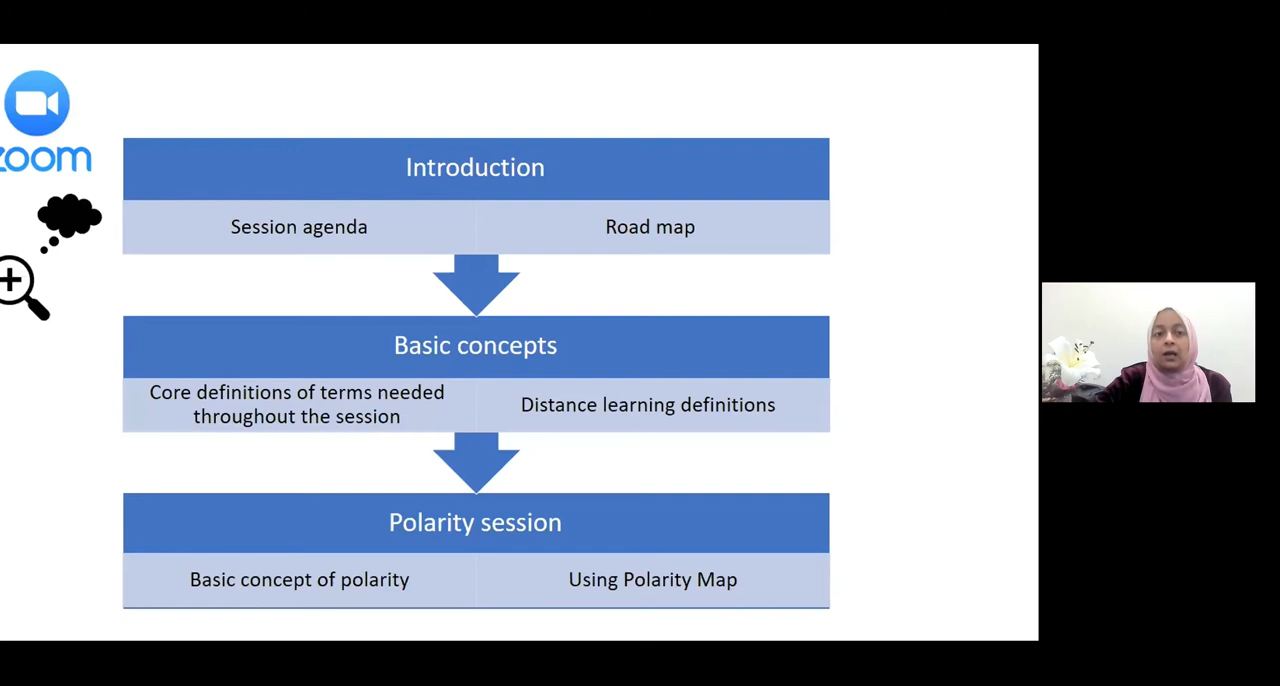 zoom
Introduction
Session agenda
Road map
Basic concepts
Core definitions of terms needed
throughout the session
Distance learning definitions
Polarity session
Basic concept of polarity
Using Polarity Map